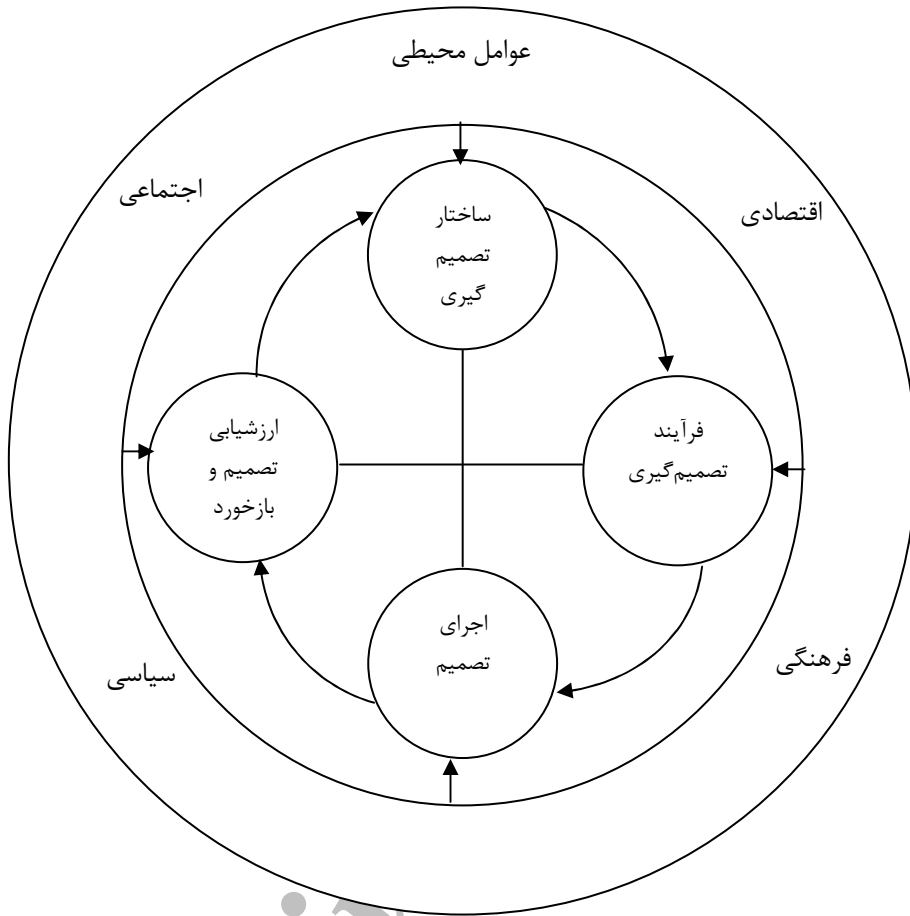 عوامل محیطی
اجتماعی
اقتصادی
ساختار
تصمیم
گیری
ارزشیابی
تصمیم و
بازخورد
فرآیند
تصمیم‌گیری
اجرای
تصمیم
سیاسی
فرهنگی